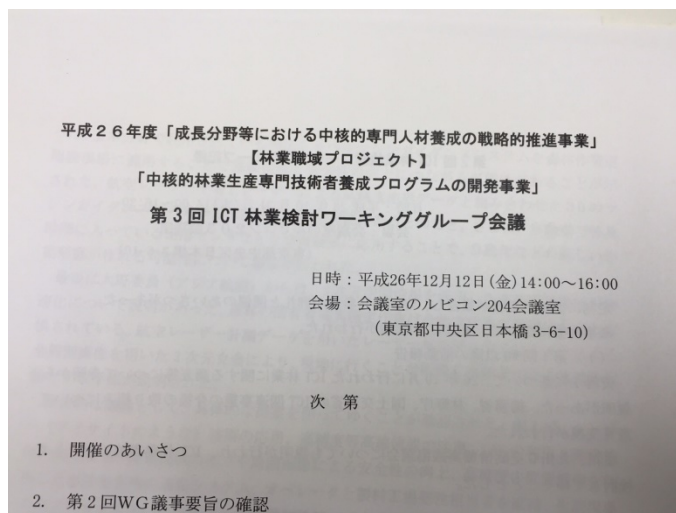 平成２６年度「成長分野等における中核的専門人材養成の戦略的推進事業」
【林業職域プロジェクト】
「中核的林業生産専門技術者養成プログラムの開発事業」
第３回 ICT 林業検討ワーキンググループ会議
日時：平成26年12月12日(金)14:00～16:00
会場：会議室のルビコン204会議室
(東京都中央区日本橋 3-6-10)
次　第
1.　開催のあいさつ
2.　第２回ＷＧ議事要旨の確認